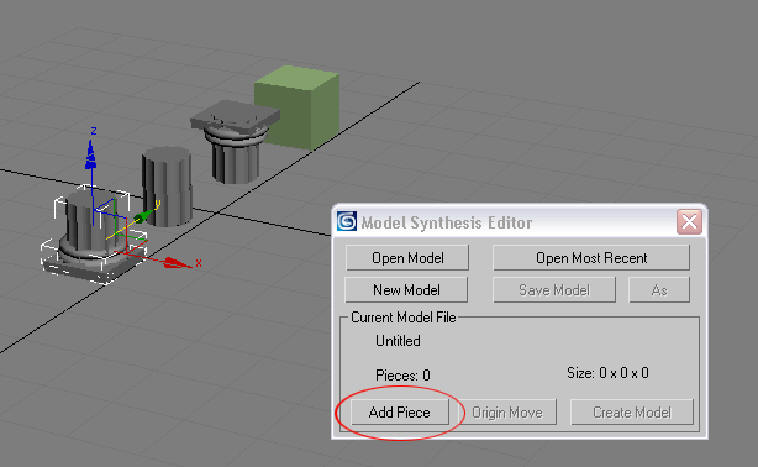 z
y
x
Model Synthesis Editor
Open Model
Open Most Recent
New Model
Save Model
As
Current Model File
Untitled
Pieces: 0
Size: 0 x 0 x 0
Add Piece
Origin Move
Create Model